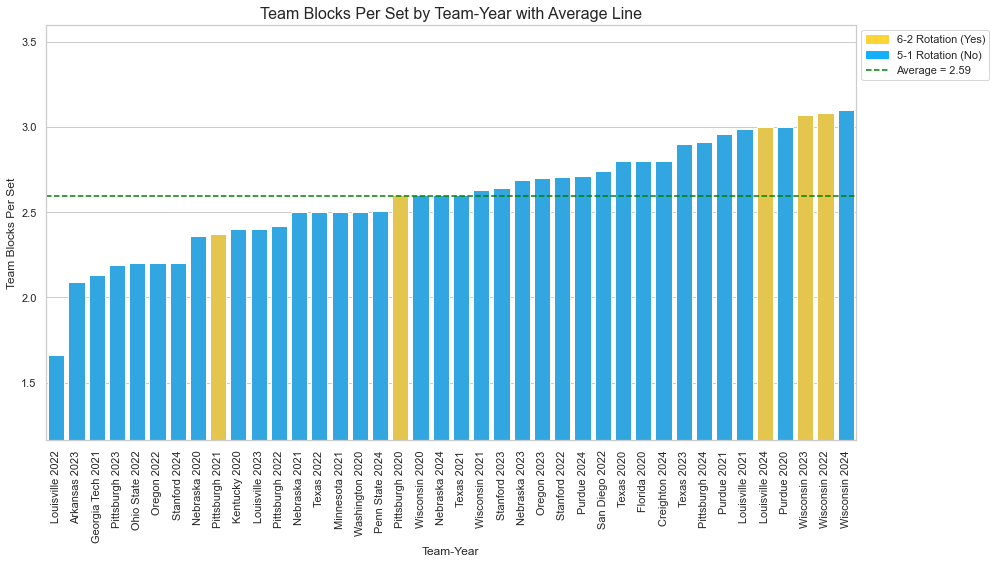 Team Blocks Per Set by Team-Year with Average Line
6-2 Rotation (Yes)
5-1 Rotation (No)
Average = 2.59
Team Blocks Per Set
3.5
3.0
2.5
2.0
1.5
Louisville 2022
Arkansas 2023
Georgia Tech 2021
Pittsburgh 2023
Ohio State 2022
Oregon 2022
Stanford 2024
Nebraska 2020
Pittsburgh 2021
Kentucky 2020
Louisville 2023
Pittsburgh 2022
Nebraska 2021
Texas 2022
Minnesota 2021
Washington 2020
Penn State 2024
Pittsburgh 2020
Wisconsin 2020
Nebraska 2024
Texas 2021
Wisconsin 2021
Stanford 2023
Nebraska 2023
Oregon 2023
Stanford 2022
Purdue 2024
San Diego 2022
Texas 2020
Florida 2020
Creighton 2024
Texas 2023
Pittsburgh 2024
Purdue 2021
Louisville 2021
Louisville 2024
Purdue 2020
Wisconsin 2023
Wisconsin 2022
Wisconsin 2024
Team-Year